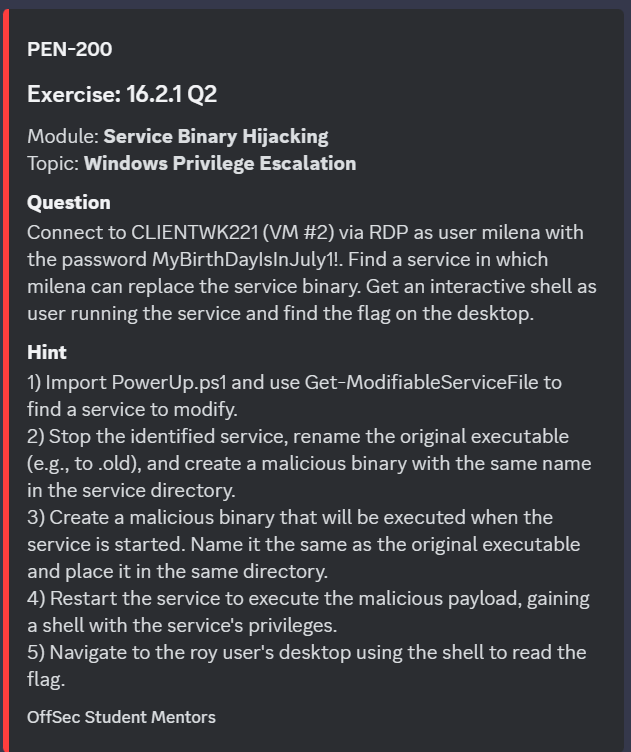 PEN-200
Exercise: 16.2.1 Q2
Module: Service Binary Hijacking
Topic: Windows Privilege Escalation
Question
Connect to CLIENTWK221 (VM #2) via RDP as user milena with
the password MyBirthDayIsInJuly1!. Find a service in which
milena can replace the service binary. Get an interactive shell as
user running the service and find the flag on the desktop.
Hint
1) Import PowerUp.ps1 and use Get-ModifiableServiceFile to
find a service to modify.
2) Stop the identified service, rename the original executable
(e.g., to .old), and create a malicious binary with the same name
in the service directory.
3) Create a malicious binary that will be executed when the
service is started. Name it the same as the original executable
and place it in the same directory.
4) Restart the service to execute the malicious payload, gaining
a shell with the service's privileges.
5) Navigate to the roy user's desktop using the shell to read the
flag.
OffSec Student Mentors